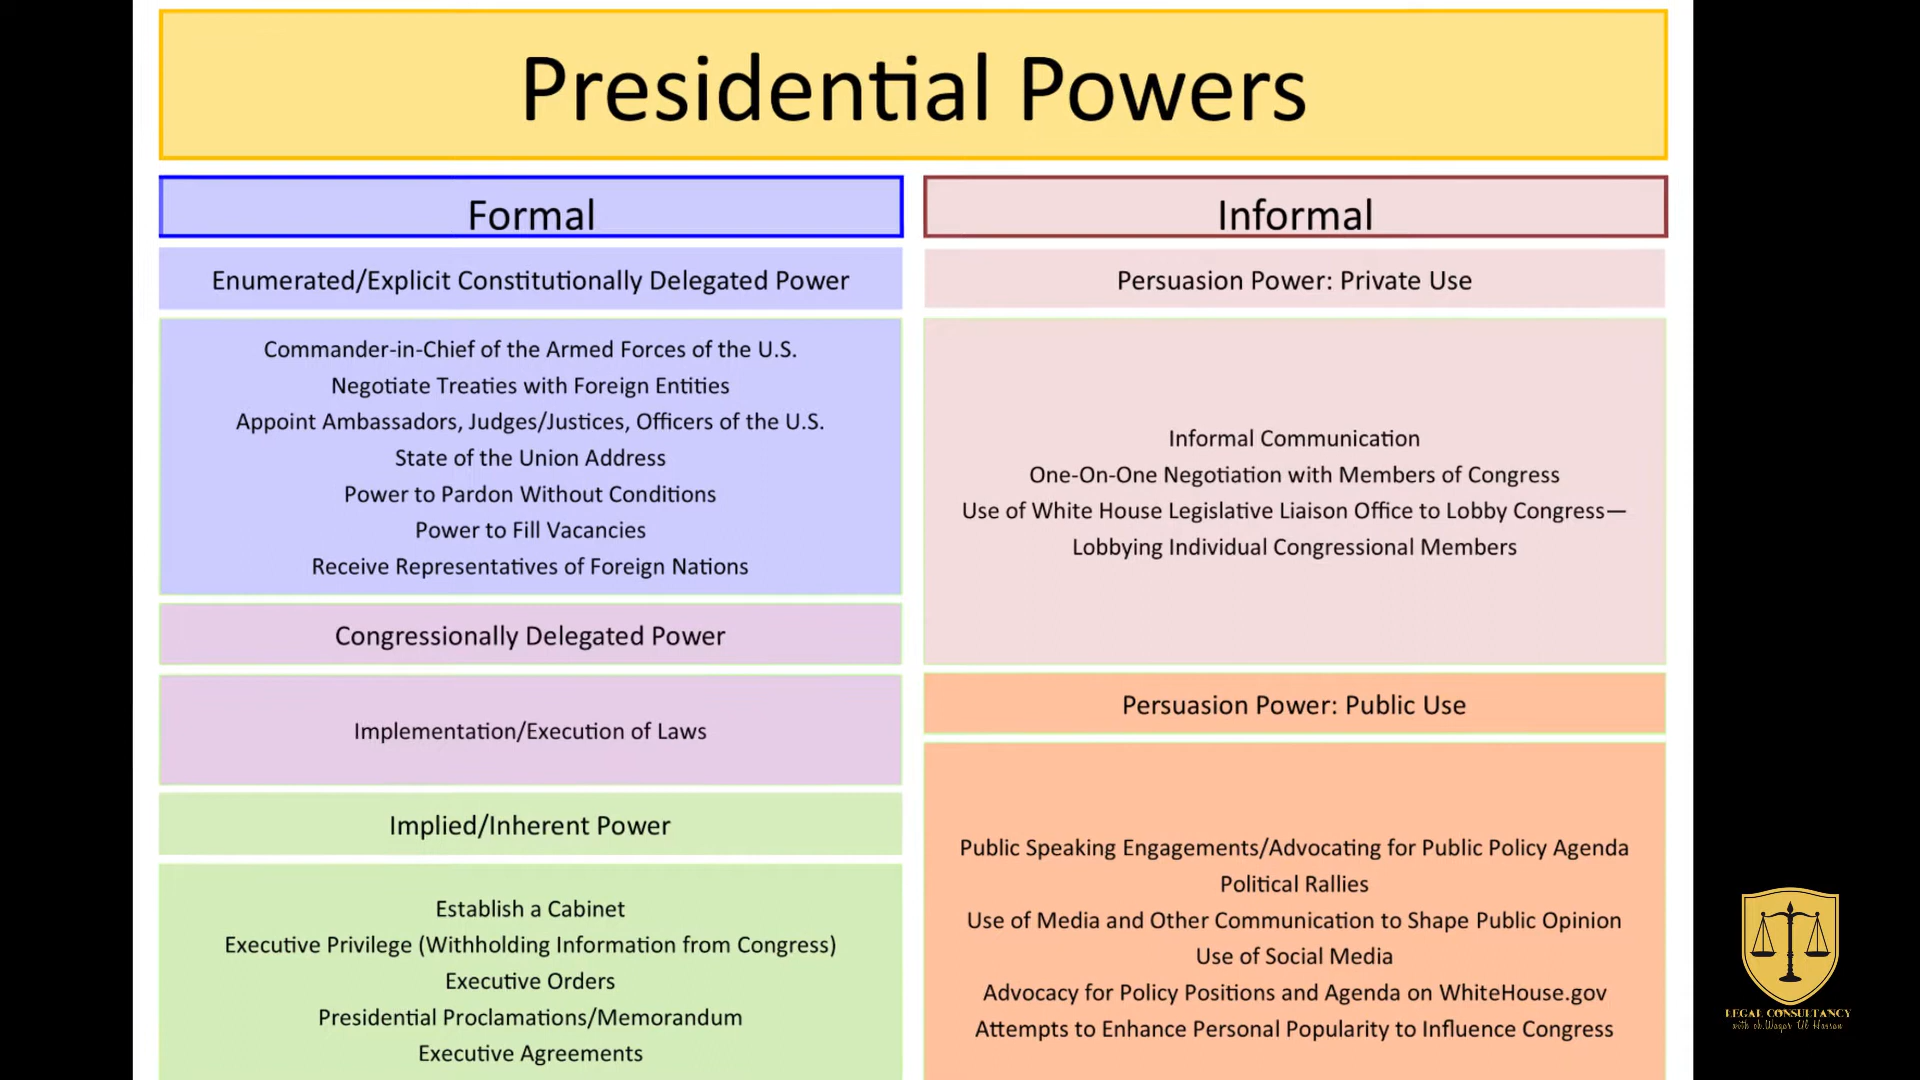 Presidential Powers
Formal
Enumerated/Explicit Constitutionally Delegated Power
Commander-in-Chief of the Armed Forces of the U.S.
Negotiate Treaties with Foreign Entities
Appoint Ambassadors, Judges/Justices, Officers of the U.S.
State of the Union Address
Power to Pardon Without Conditions
Power to Fill Vacancies
Receive Representatives of Foreign Nations
Congressionally Delegated Power
Implementation/Execution of Laws
Implied/Inherent Power
Establish a Cabinet
Executive Privilege (Withholding Information from Congress)
Executive Orders
Presidential Proclamations/Memorandum
Executive Agreements
Informal
Persuasion Power: Private Use
Informal Communication
One-On-One Negotiation with Members of Congress
Use of White House Legislative Liaison Office to Lobby Congress—
Lobbying Individual Congressional Members
Persuasion Power: Public Use
Public Speaking Engagements/Advocating for Public Policy Agenda
Political Rallies
Use of Media and Other Communication to Shape Public Opinion
Use of Social Media
Advocacy for Policy Positions and Agenda on WhiteHouse.gov
Attempts to Enhance Personal Popularity to Influence Congress
LEGAL CONSULTANCY
with ch.Waqar Ul Hassan